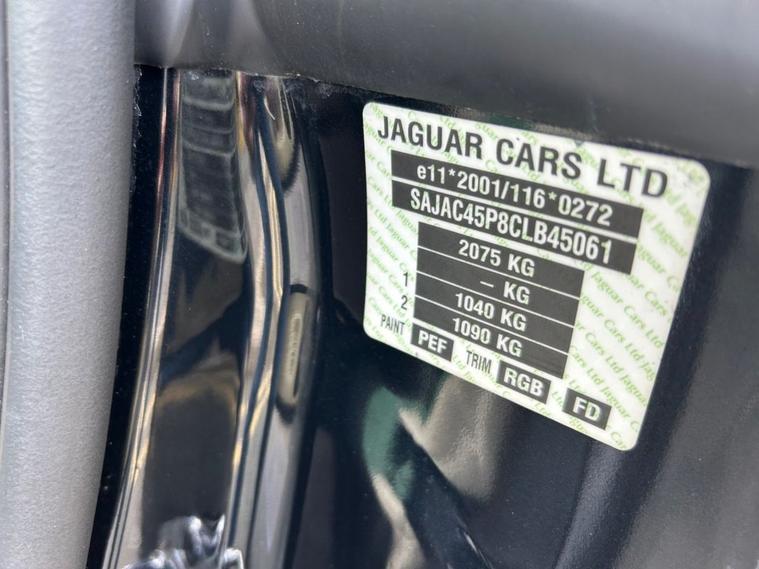 JAGUAR CARS LTD
e11*2001/116*0272
SAJAC45P8CLB45061
2075 KG
– KG
1 1040 KG
2 1090 KG
PAINT PEF TRIM RGB FD